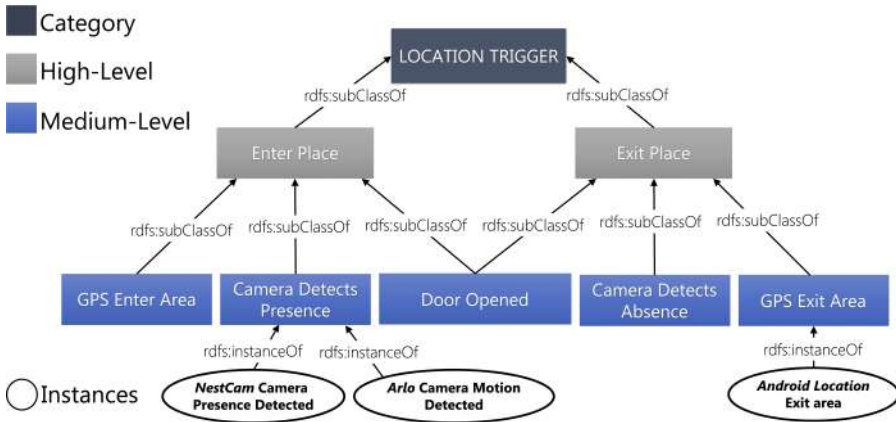 Category
High-Level
Medium-Level
LOCATION TRIGGER
rdfs:subClassOf
rdfs:subClassOf
Enter Place
Exit Place
rdfs:subClassOf
rdfs:subClassOf
rdfs:subClassOf
rdfs:subClassOf
rdfs:subClassOf
rdfs:subClassOf
GPS Enter Area
Camera Detects
Presence
Door Opened
Camera Detects
Absence
GPS Exit Area
rdfs:instanceOf
rdfs:instanceOf
rdfs:instanceOf
Instances
NestCam Camera
Presence Detected
Arlo Camera Motion
Detected
Android Location
Exit area